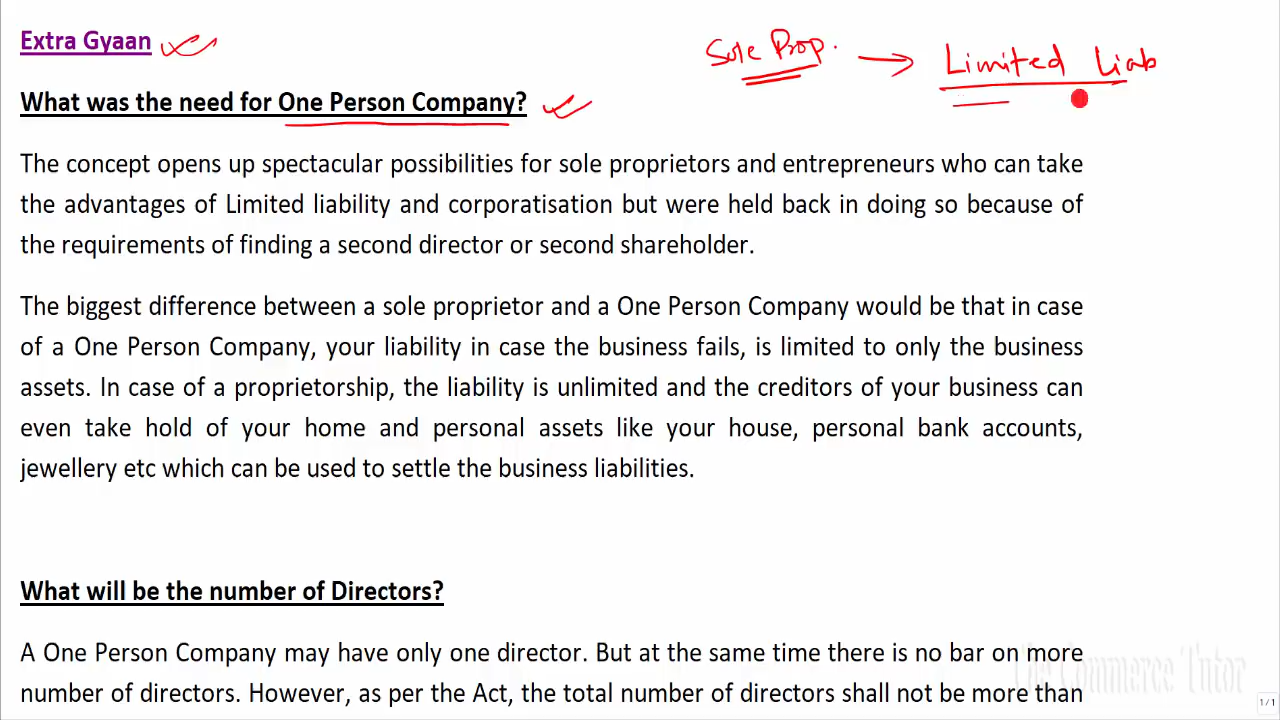 Extra Gyaan
Sole Prop. → Limited Liab
What was the need for One Person Company?
The concept opens up spectacular possibilities for sole proprietors and entrepreneurs who can take
the advantages of Limited liability and corporatisation but were held back in doing so because of
the requirements of finding a second director or second shareholder.
The biggest difference between a sole proprietor and a One Person Company would be that in case
of a One Person Company, your liability in case the business fails, is limited to only the business
assets. In case of a proprietorship, the liability is unlimited and the creditors of your business can
even take hold of your home and personal assets like your house, personal bank accounts,
jewellery etc which can be used to settle the business liabilities.
What will be the number of Directors?
A One Person Company may have only one director. But at the same time there is no bar on more
number of directors. However, as per the Act, the total number of directors shall not be more than
The Commerce Tutor
1/1